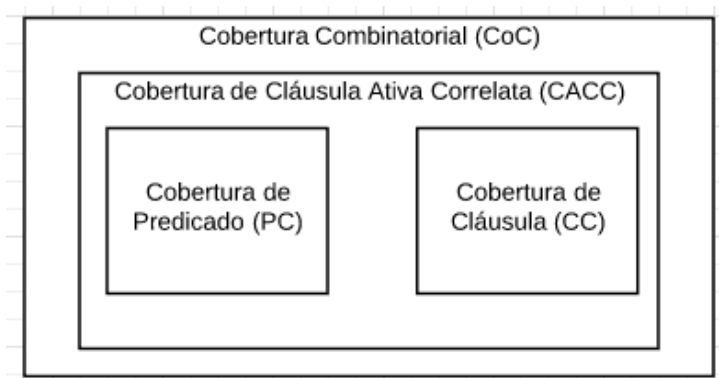 Cobertura Combinatorial (CoC)
Cobertura de Cláusula Ativa Correlata (CACC)
Cobertura de
Predicado (PC)
Cobertura de
Cláusula (CC)